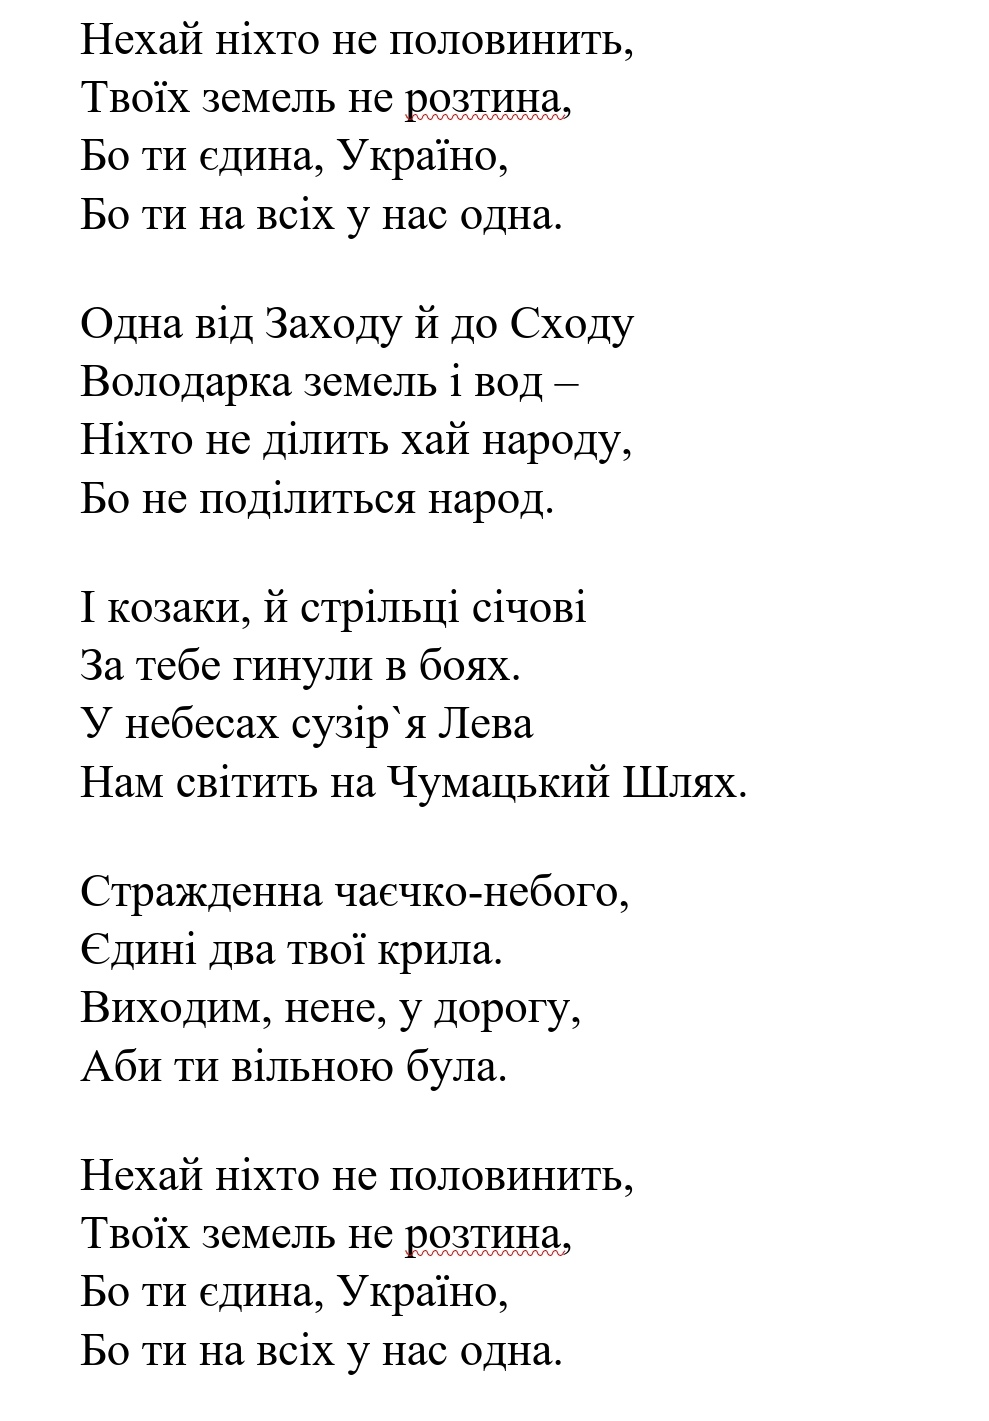 Нехай ніхто не половинить,
Твоїх земель не розтина,
Бо ти єдина, Україно,
Бо ти на всіх у нас одна.
Одна від Заходу й до Сходу
Володарка земель і вод –
Ніхто не ділить хай народу,
Бо не поділиться народ.
І козаки, й стрільці січові
За тебе гинули в боях.
У небесах сузір`я Лева
Нам світить на Чумацький Шлях.
Стражденна чаєчко-небого,
Єдині два твої крила.
Виходим, нене, у дорогу,
Аби ти вільною була.
Нехай ніхто не половинить,
Твоїх земель не розтина,
Бо ти єдина, Україно,
Бо ти на всіх у нас одна.